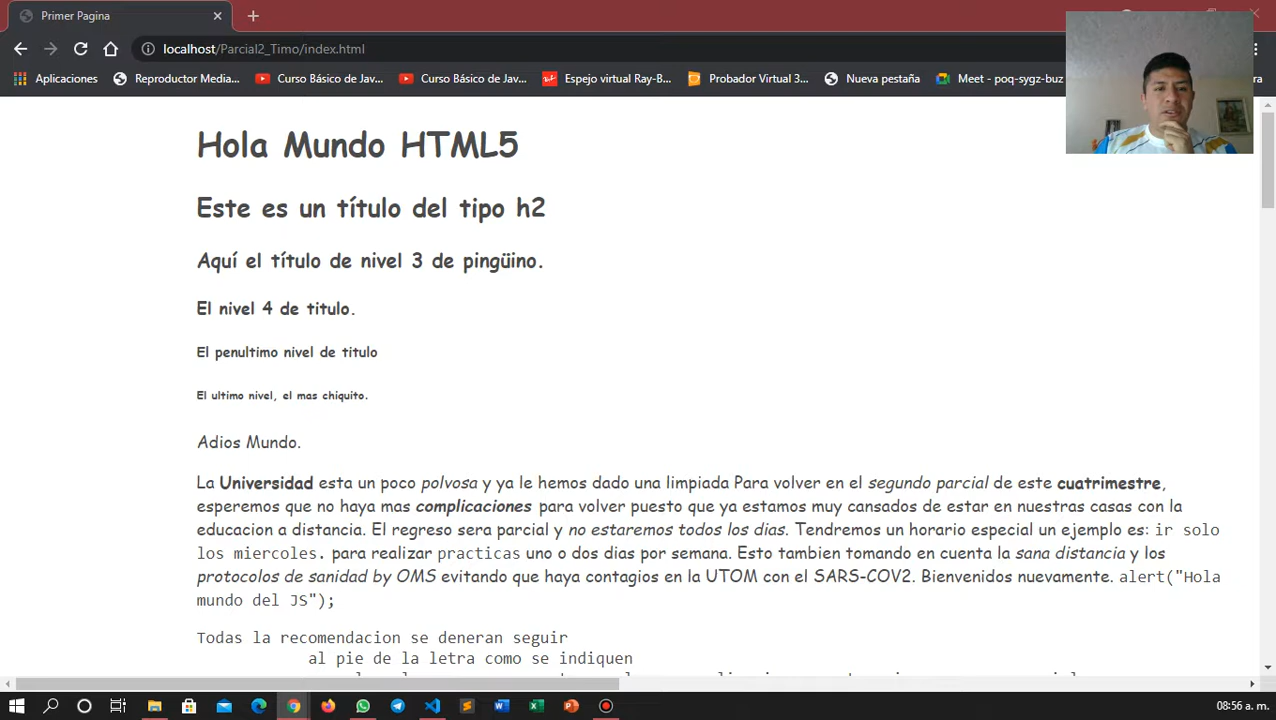 Primer Pagina
localhost/Parcial2_Timo/index.html
Aplicaciones Reproductor Media... Curso Básico de Jav... Curso Básico de Jav... Espejo virtual Ray-B... Probador Virtual 3... Nueva pestaña Meet - poq-sygz-buz
Hola Mundo HTML5
Este es un título del tipo h2
Aquí el título de nivel 3 de pingüino.
El nivel 4 de titulo.
El penultimo nivel de titulo
El ultimo nivel, el mas chiquito.
Adios Mundo.
La Universidad esta un poco polvosa y ya le hemos dado una limpiada Para volver en el segundo parcial de este cuatrimestre,
esperemos que no haya mas complicaciones para volver puesto que ya estamos muy cansados de estar en nuestras casas con la
educacion a distancia. El regreso sera parcial y no estaremos todos los dias. Tendremos un horario especial un ejemplo es: ir solo
los miercoles. para realizar practicas uno o dos dias por semana. Esto tambien tomando en cuenta la sana distancia y los
protocolos de sanidad by OMS evitando que haya contagios en la UTOM con el SARS-COV2. Bienvenidos nuevamente. alert("Hola
mundo del JS");
Todas la recomendacion se deneran seguir
al pie de la letra como se indiquen
08:56 a. m.